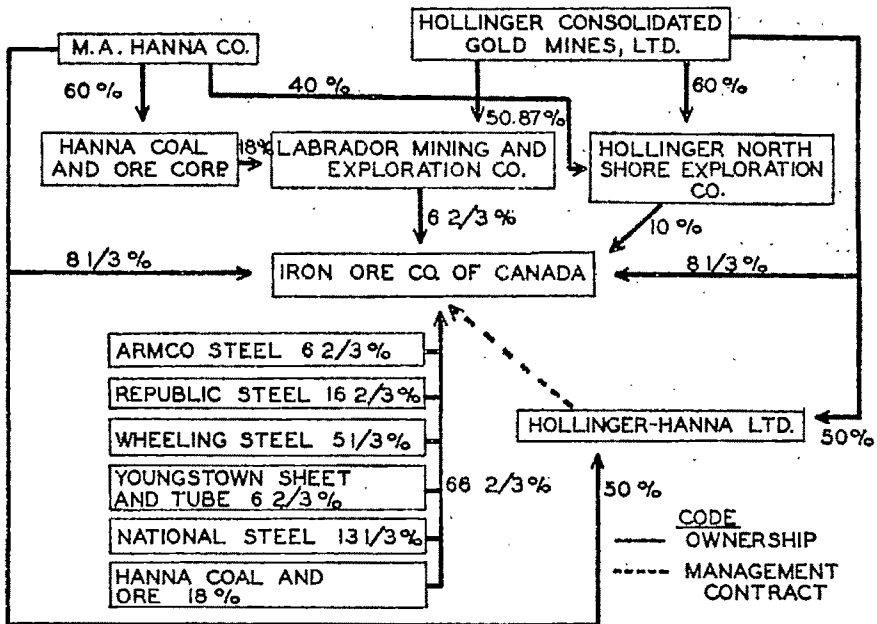 M.A. HANNA CO.
HOLLINGER CONSOLIDATED
GOLD MINES, LTD.
60%
40%
50.87%
60%
HANNA COAL
AND ORE CORP.
18%
LABRADOR MINING AND
EXPLORATION CO.
HOLLINGER NORTH
SHORE EXPLORATION
CO.
6 2/3%
10%
8 1/3%
IRON ORE CO. OF CANADA
8 1/3%
ARMCO STEEL 6 2/3%
REPUBLIC STEEL 16 2/3%
WHEELING STEEL 5 1/3%
YOUNGSTOWN SHEET
AND TUBE 6 2/3%
NATIONAL STEEL 13 1/3%
HANNA COAL AND
ORE 18%
66 2/3%
HOLLINGER-HANNA LTD.
50%
50%
CODE
OWNERSHIP
MANAGEMENT
CONTRACT